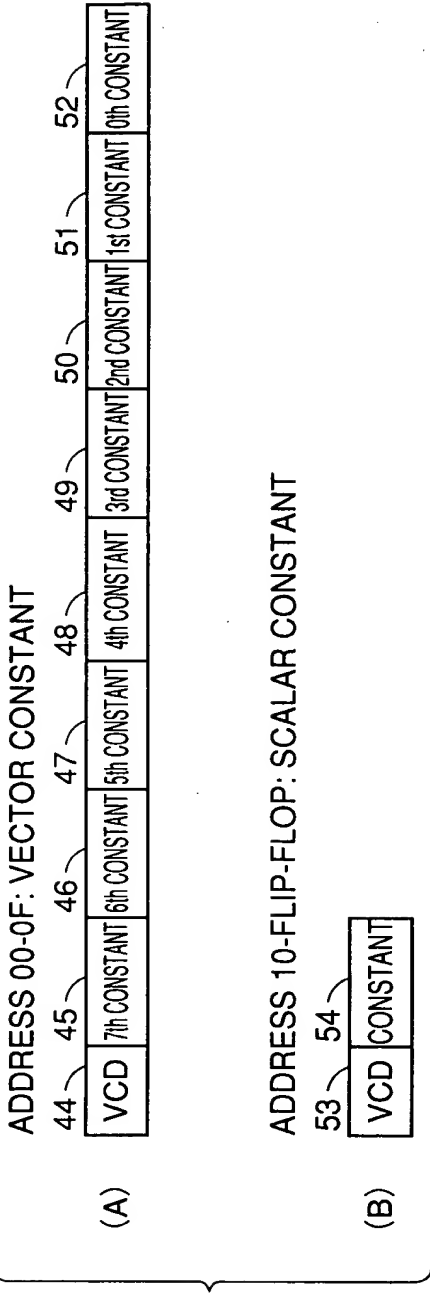 ADDRESS 00-0F: VECTOR CONSTANT
44 45 46 47 48 49 50 51 52
(A) VCD 7th CONSTANT 6th CONSTANT 5th CONSTANT 4th CONSTANT 3rd CONSTANT 2nd CONSTANT 1st CONSTANT 0th CONSTANT
ADDRESS 10-FLIP-FLOP: SCALAR CONSTANT
53 54
(B) VCD CONSTANT